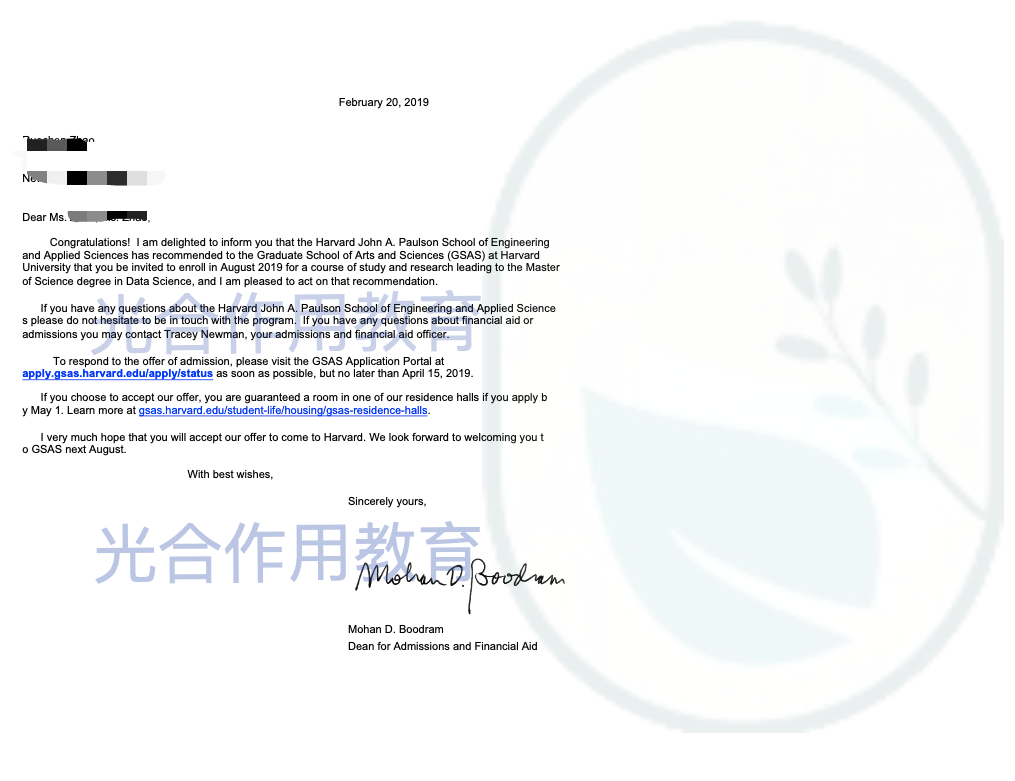 February 20, 2019
Dear Ms.
Congratulations! I am delighted to inform you that the Harvard John A. Paulson School of Engineering
and Applied Sciences has recommended to the Graduate School of Arts and Sciences (GSAS) at Harvard
University that you be invited to enroll in August 2019 for a course of study and research leading to the Master
of Science degree in Data Science, and I am pleased to act on that recommendation.
光合作用教育
If you have any questions about the Harvard John A. Paulson School of Engineering and Applied Science
s please do not hesitate to be in touch with the program. If you have any questions about financial aid or
admissions you may contact Tracey Newman, your admissions and financial aid officer.
To respond to the offer of admission, please visit the GSAS Application Portal at
apply.gsas.harvard.edu/apply/status as soon as possible, but no later than April 15, 2019.
If you choose to accept our offer, you are guaranteed a room in one of our residence halls if you apply b
y May 1. Learn more at gsas.harvard.edu/student-life/housing/gsas-residence-halls.
I very much hope that you will accept our offer to come to Harvard. We look forward to welcoming you t
o GSAS next August.
With best wishes,
Sincerely yours,
光合作用教育
Mohan D. Boodram
Mohan D. Boodram
Dean for Admissions and Financial Aid